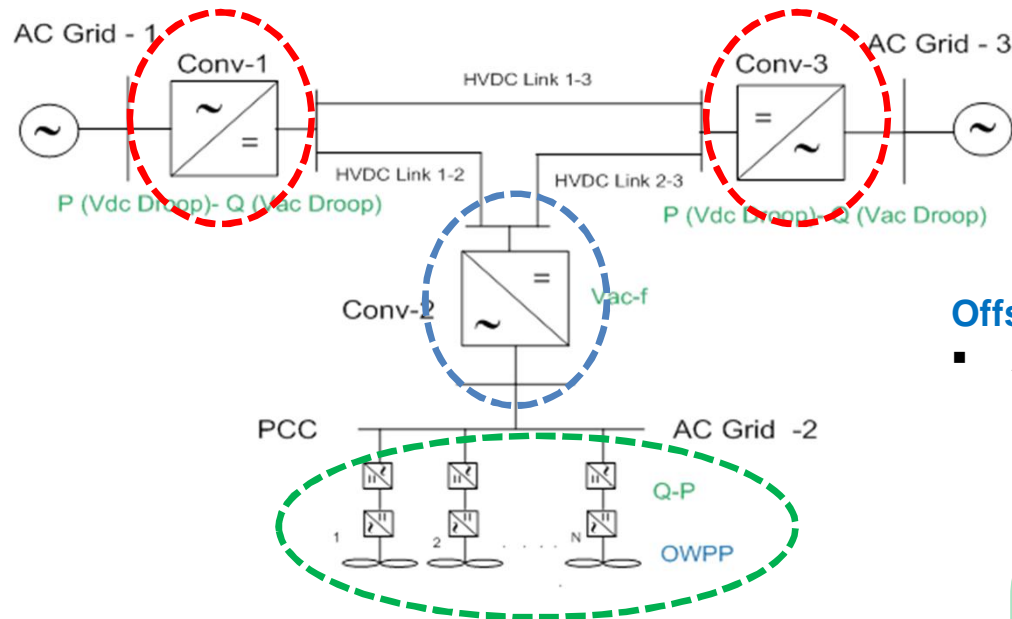 AC Grid - 1
Conv-1
HVDC Link 1-3
Conv-3
AC Grid - 3
~
~
=
=
~
~
HVDC Link 1-2
HVDC Link 2-3
P (Vdc Droop)- Q (Vac Droop)
P (Vdc Droop)- Q (Vac Droop)
=
~
Conv-2
Vac-f
Offs
PCC
AC Grid -2
Q-P
1
2
. . . .
N
OWPP